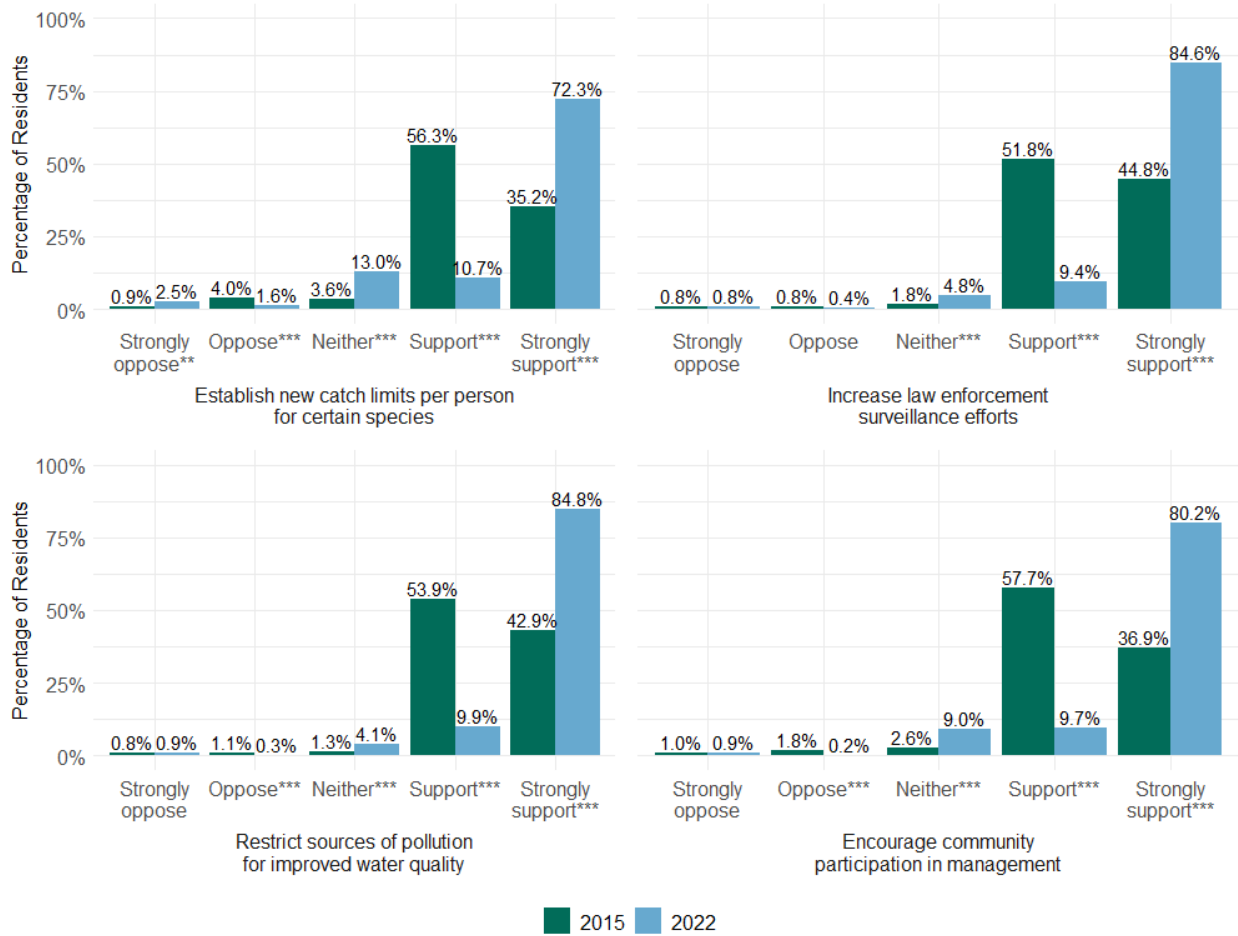 100%
75%
50%
25%
0%
Percentage of Residents
0.9% 2.5% 4.0% 1.6% 3.6% 13.0% 56.3% 10.7% 35.2% 72.3%
Strongly oppose**
Oppose***
Neither***
Support***
Strongly support***
Establish new catch limits per person
for certain species
0.8% 0.8% 0.8% 0.4% 1.8% 4.8% 51.8% 9.4% 44.8% 84.6%
Strongly oppose
Oppose
Neither***
Support***
Strongly support***
Increase law enforcement
surveillance efforts
100%
75%
50%
25%
0%
Percentage of Residents
0.8% 0.9% 1.1% 0.3% 1.3% 4.1% 53.9% 9.9% 42.9% 84.8%
Strongly oppose
Oppose***
Neither***
Support***
Strongly support***
Restrict sources of pollution
for improved water quality
1.0% 0.9% 1.8% 0.2% 2.6% 9.0% 57.7% 9.7% 36.9% 80.2%
Strongly oppose
Oppose***
Neither***
Support***
Strongly support***
Encourage community
participation in management
2015 2022